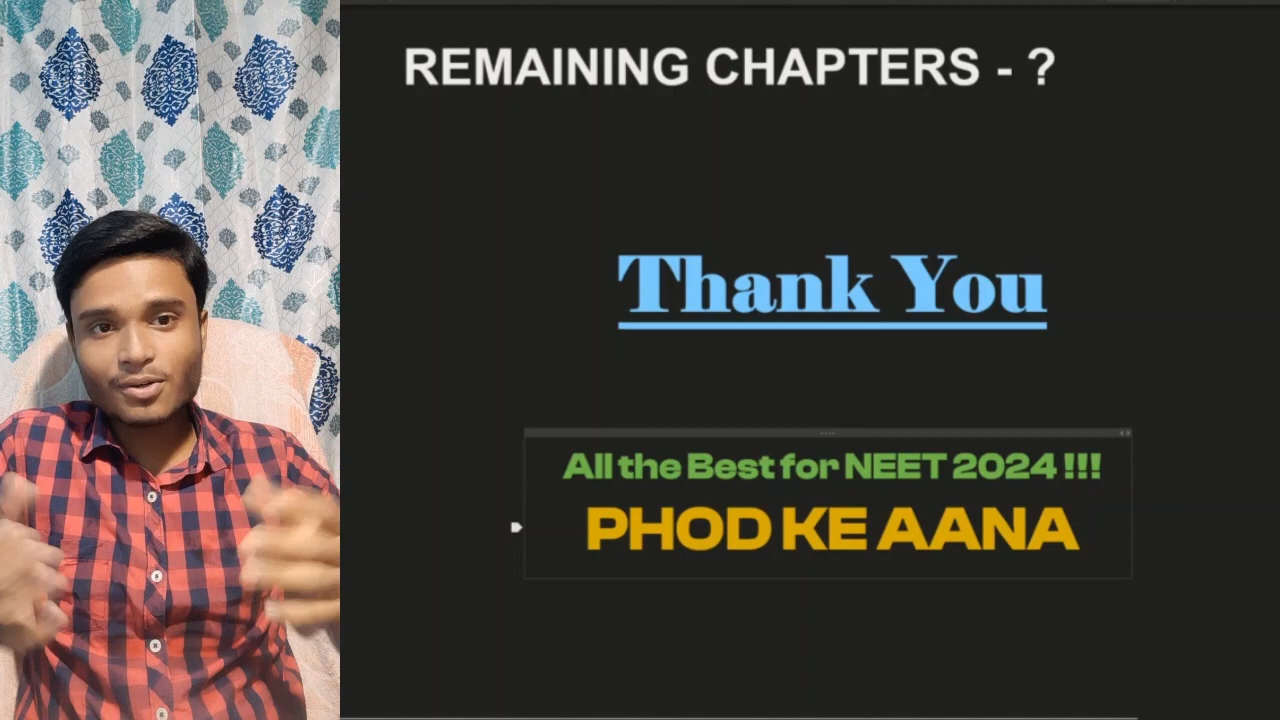 REMAINING CHAPTERS - ?
Thank You
All the Best for NEET 2024 !!!
PHOD KE AANA